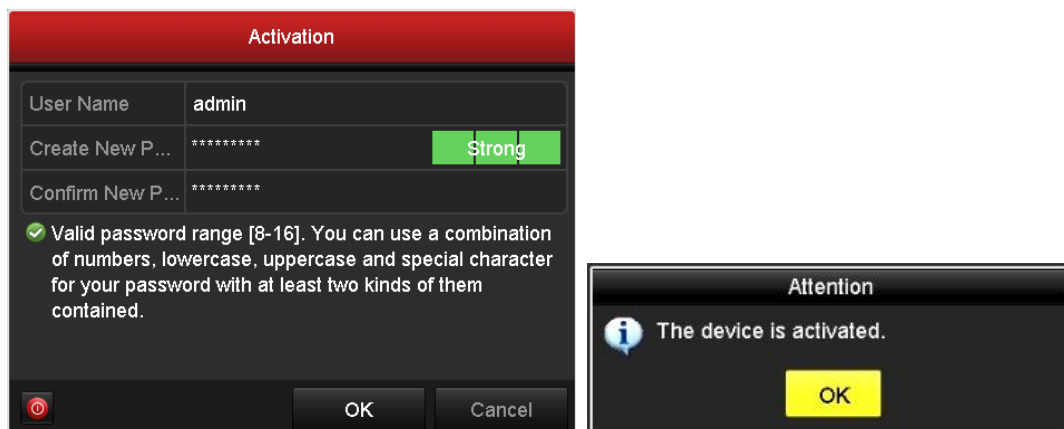 Activation
User Name admin
Create New P... ********* Strong
Confirm New P... *********
Valid password range [8-16]. You can use a combination
of numbers, lowercase, uppercase and special character
for your password with at least two kinds of them
contained.
OK Cancel
Attention
The device is activated.
OK